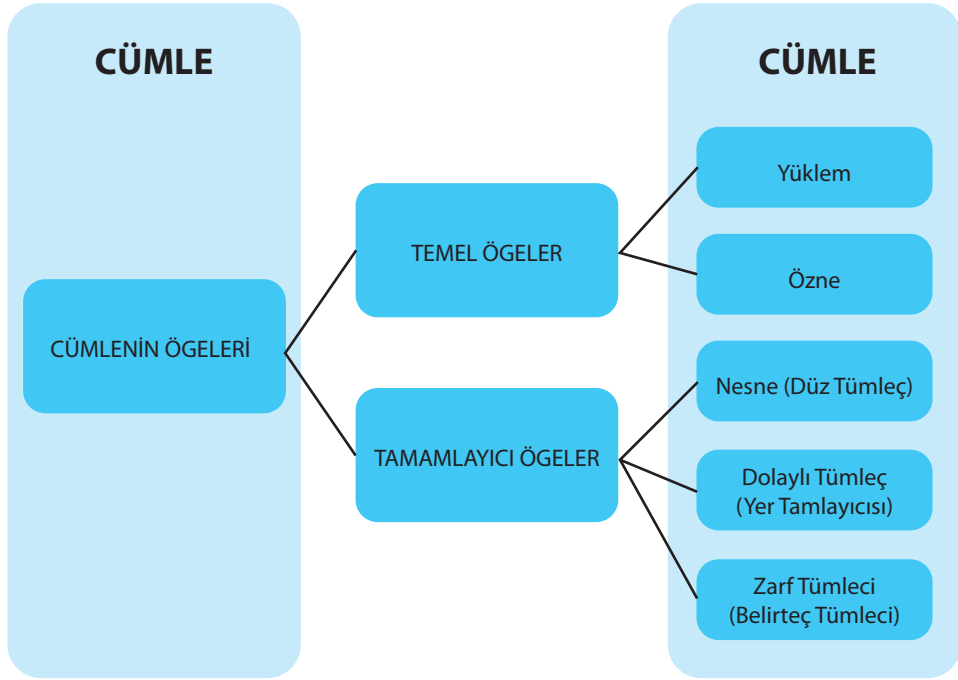 CÜMLE
CÜMLENİN ÖGELERİ
TEMEL ÖGELER
TAMAMLAYICI ÖGELER
CÜMLE
Yüklem
Özne
Nesne (Düz Tümleç)
Dolaylı Tümleç
(Yer Tamlayıcısı)
Zarf Tümleci
(Belirteç Tümleci)